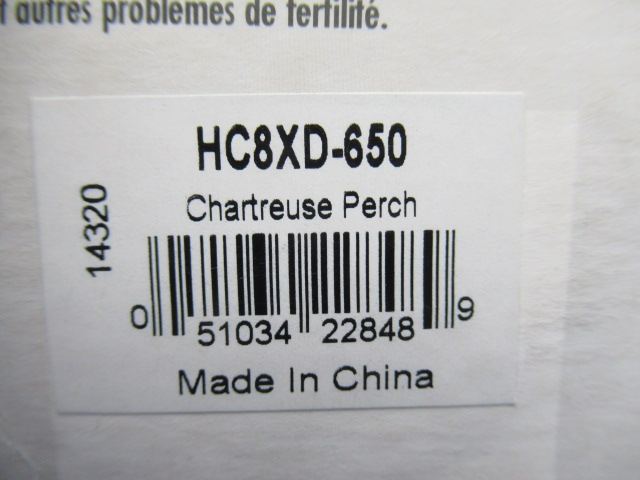 autres problèmes de fertilité.
HC8XD-650
14320
Chartreuse Perch
0 51034 22848 9
Made In China